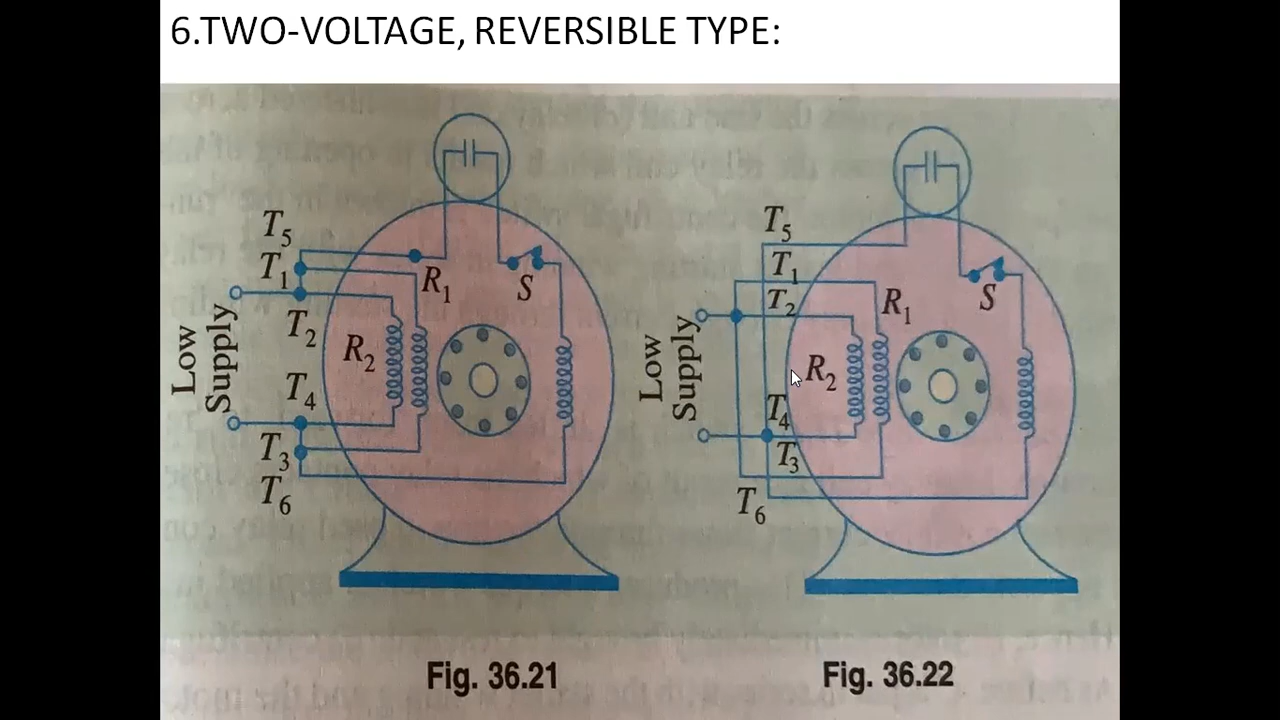 6.TWO-VOLTAGE, REVERSIBLE TYPE:
T5
T1
R1
S
T2
R2
Low
Supply
T4
T3
T6
Fig. 36.21
T5
T1
T2
R1
S
R2
Low
Supply
T4
T3
T6
Fig. 36.22